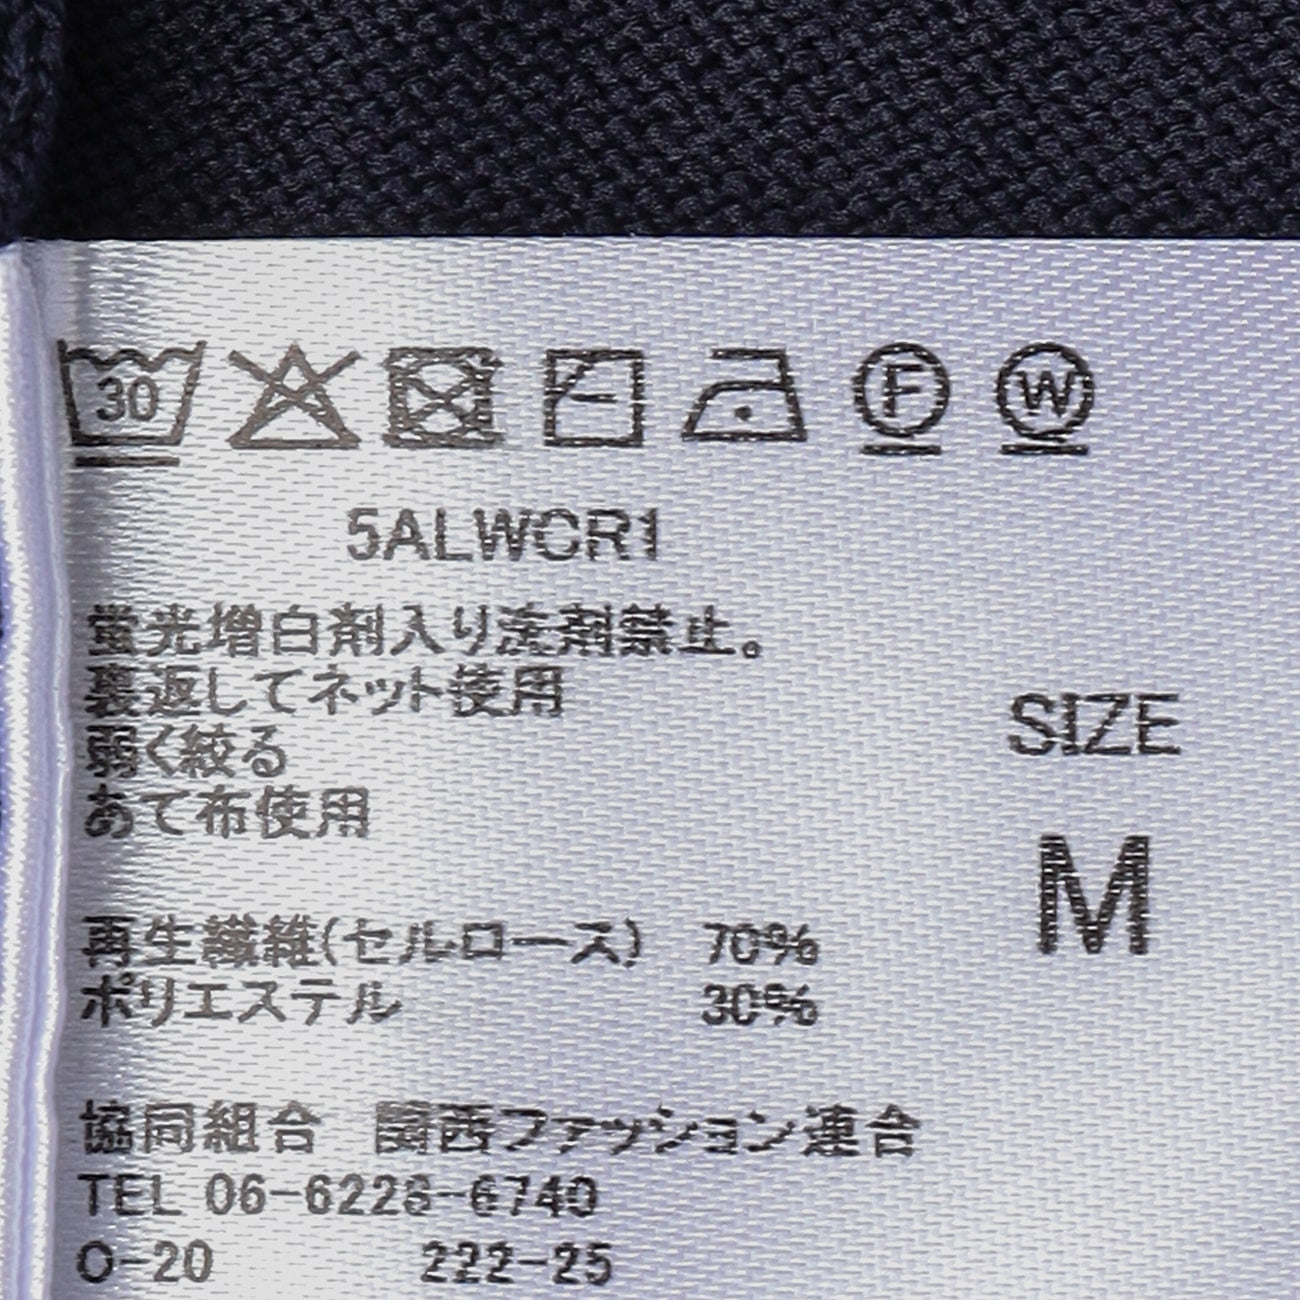 30 F W
5ALWCR1
蛍光増白剤入り洗剤禁止。
裏返してネット使用
弱く絞る
あて布使用
SIZE
M
再生繊維(セルロース) 70%
ポリエステル 30%
協同組合 関西ファッション連合
TEL 06-6228-6740
O-20 222-25